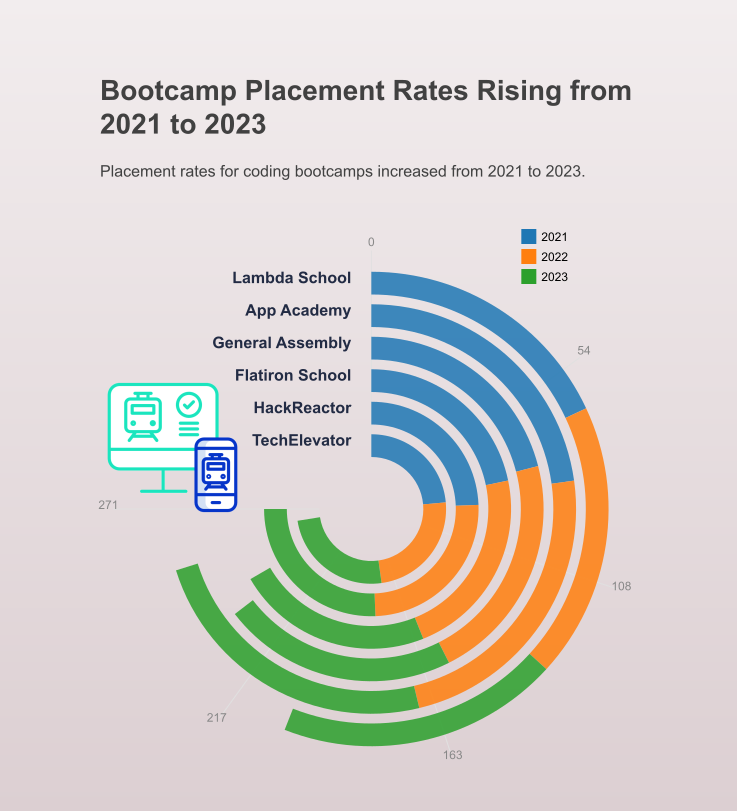 Bootcamp Placement Rates Rising from
2021 to 2023
Placement rates for coding bootcamps increased from 2021 to 2023.
2021
2022
2023
0
54
108
163
217
271
Lambda School
App Academy
General Assembly
Flatiron School
HackReactor
TechElevator